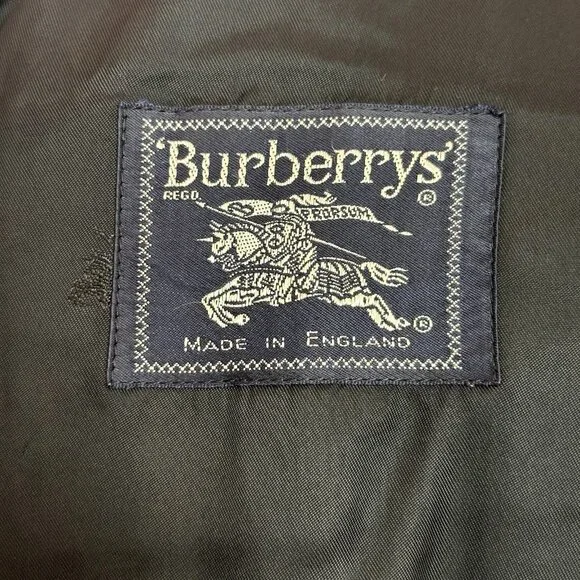 'Burberrys'
REGD. ®
PRORSUM
®
MADE IN ENGLAND